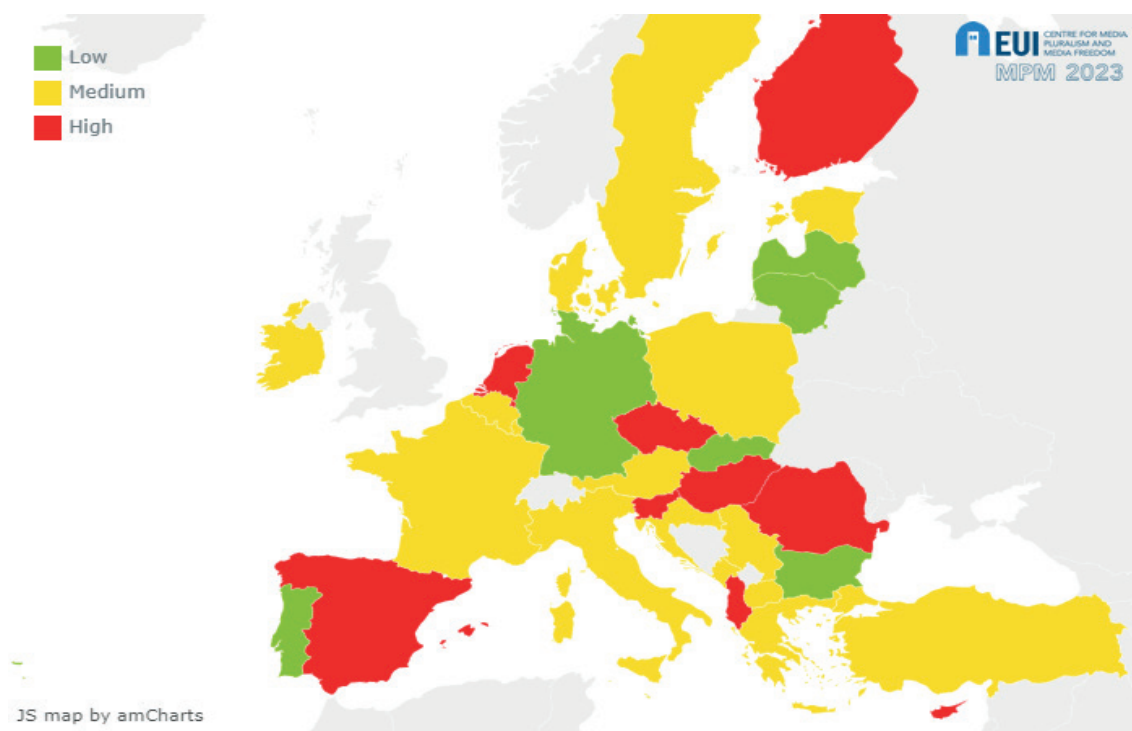 Low
Medium
High
EUI
CENTRE FOR MEDIA
PLURALISM AND
MEDIA FREEDOM
MPM 2023
JS map by amCharts